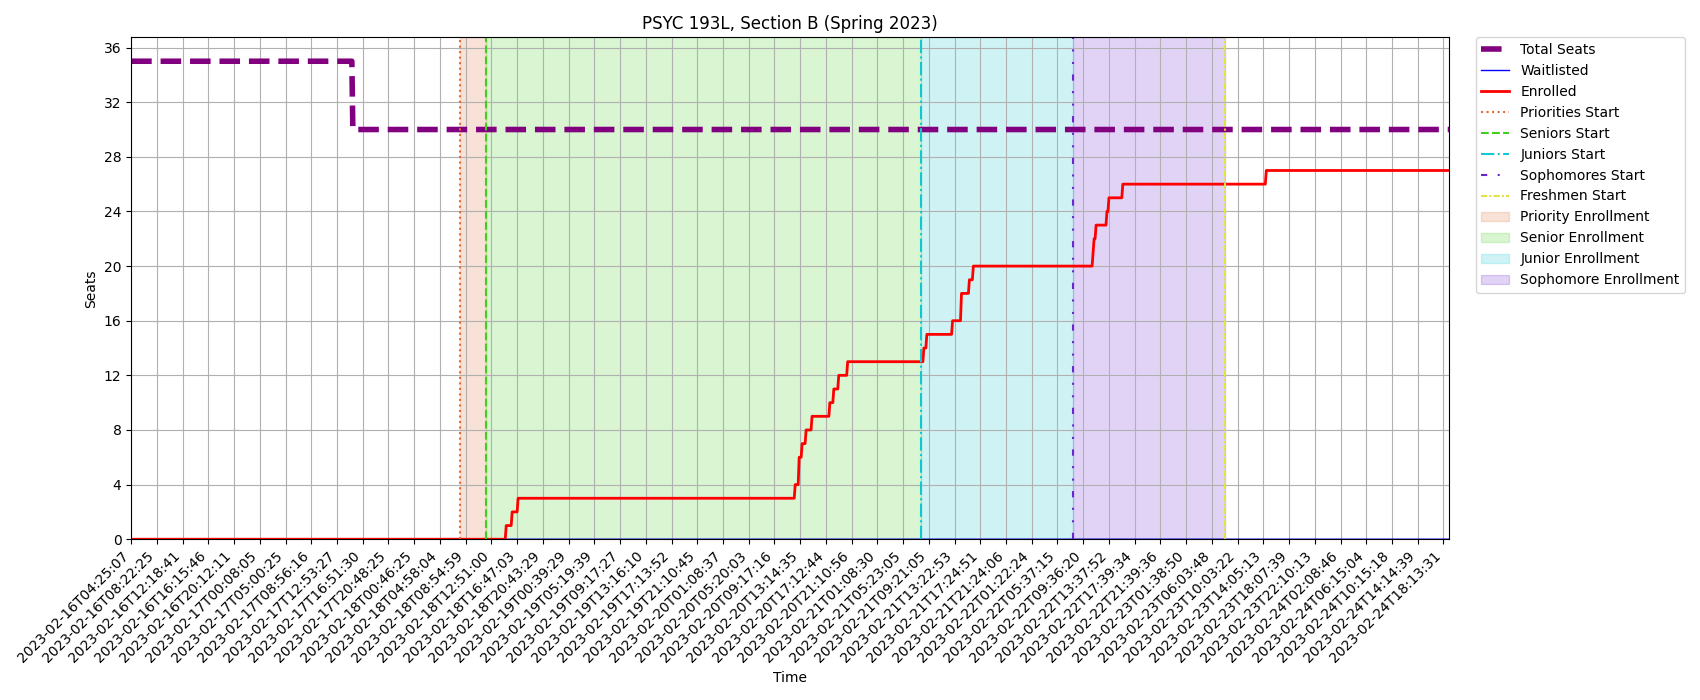 PSYC 193L, Section B (Spring 2023)
36
32
28
24
20
16
12
8
4
0
Seats
2023-02-16T04:25:07
2023-02-16T08:22:25
2023-02-16T12:18:41
2023-02-16T16:15:46
2023-02-16T20:12:11
2023-02-17T00:08:05
2023-02-17T05:00:25
2023-02-17T08:56:16
2023-02-17T12:53:27
2023-02-17T16:51:30
2023-02-17T20:48:25
2023-02-18T00:46:25
2023-02-18T04:58:04
2023-02-18T08:54:59
2023-02-18T12:51:00
2023-02-18T16:47:03
2023-02-18T20:43:29
2023-02-19T00:39:29
2023-02-19T05:19:39
2023-02-19T09:17:27
2023-02-19T13:16:10
2023-02-19T17:13:52
2023-02-19T21:10:45
2023-02-20T01:08:37
2023-02-20T05:20:03
2023-02-20T09:17:16
2023-02-20T13:14:35
2023-02-20T17:12:44
2023-02-20T21:10:56
2023-02-21T01:08:30
2023-02-21T05:23:05
2023-02-21T09:21:05
2023-02-21T13:22:53
2023-02-21T17:24:51
2023-02-21T21:24:06
2023-02-22T01:22:24
2023-02-22T05:37:15
2023-02-22T09:36:20
2023-02-22T13:37:52
2023-02-22T17:39:34
2023-02-22T21:39:36
2023-02-23T01:38:50
2023-02-23T06:03:48
2023-02-23T10:03:22
2023-02-23T14:05:13
2023-02-23T18:07:39
2023-02-23T22:10:13
2023-02-24T02:08:46
2023-02-24T06:15:04
2023-02-24T10:15:18
2023-02-24T14:14:39
2023-02-24T18:13:31
Time
Total Seats
Waitlisted
Enrolled
Priorities Start
Seniors Start
Juniors Start
Sophomores Start
Freshmen Start
Priority Enrollment
Senior Enrollment
Junior Enrollment
Sophomore Enrollment